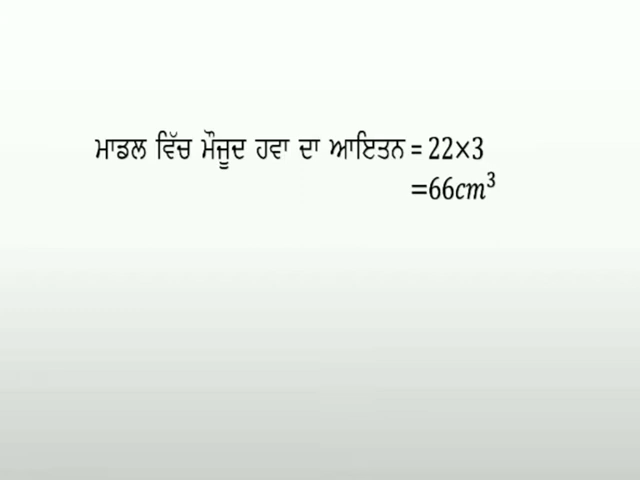 ਮਾਡਲ ਵਿੱਚ ਮੌਜੂਦ ਹਵਾ ਦਾ ਆਇਤਨ = 22×3
=66cm³